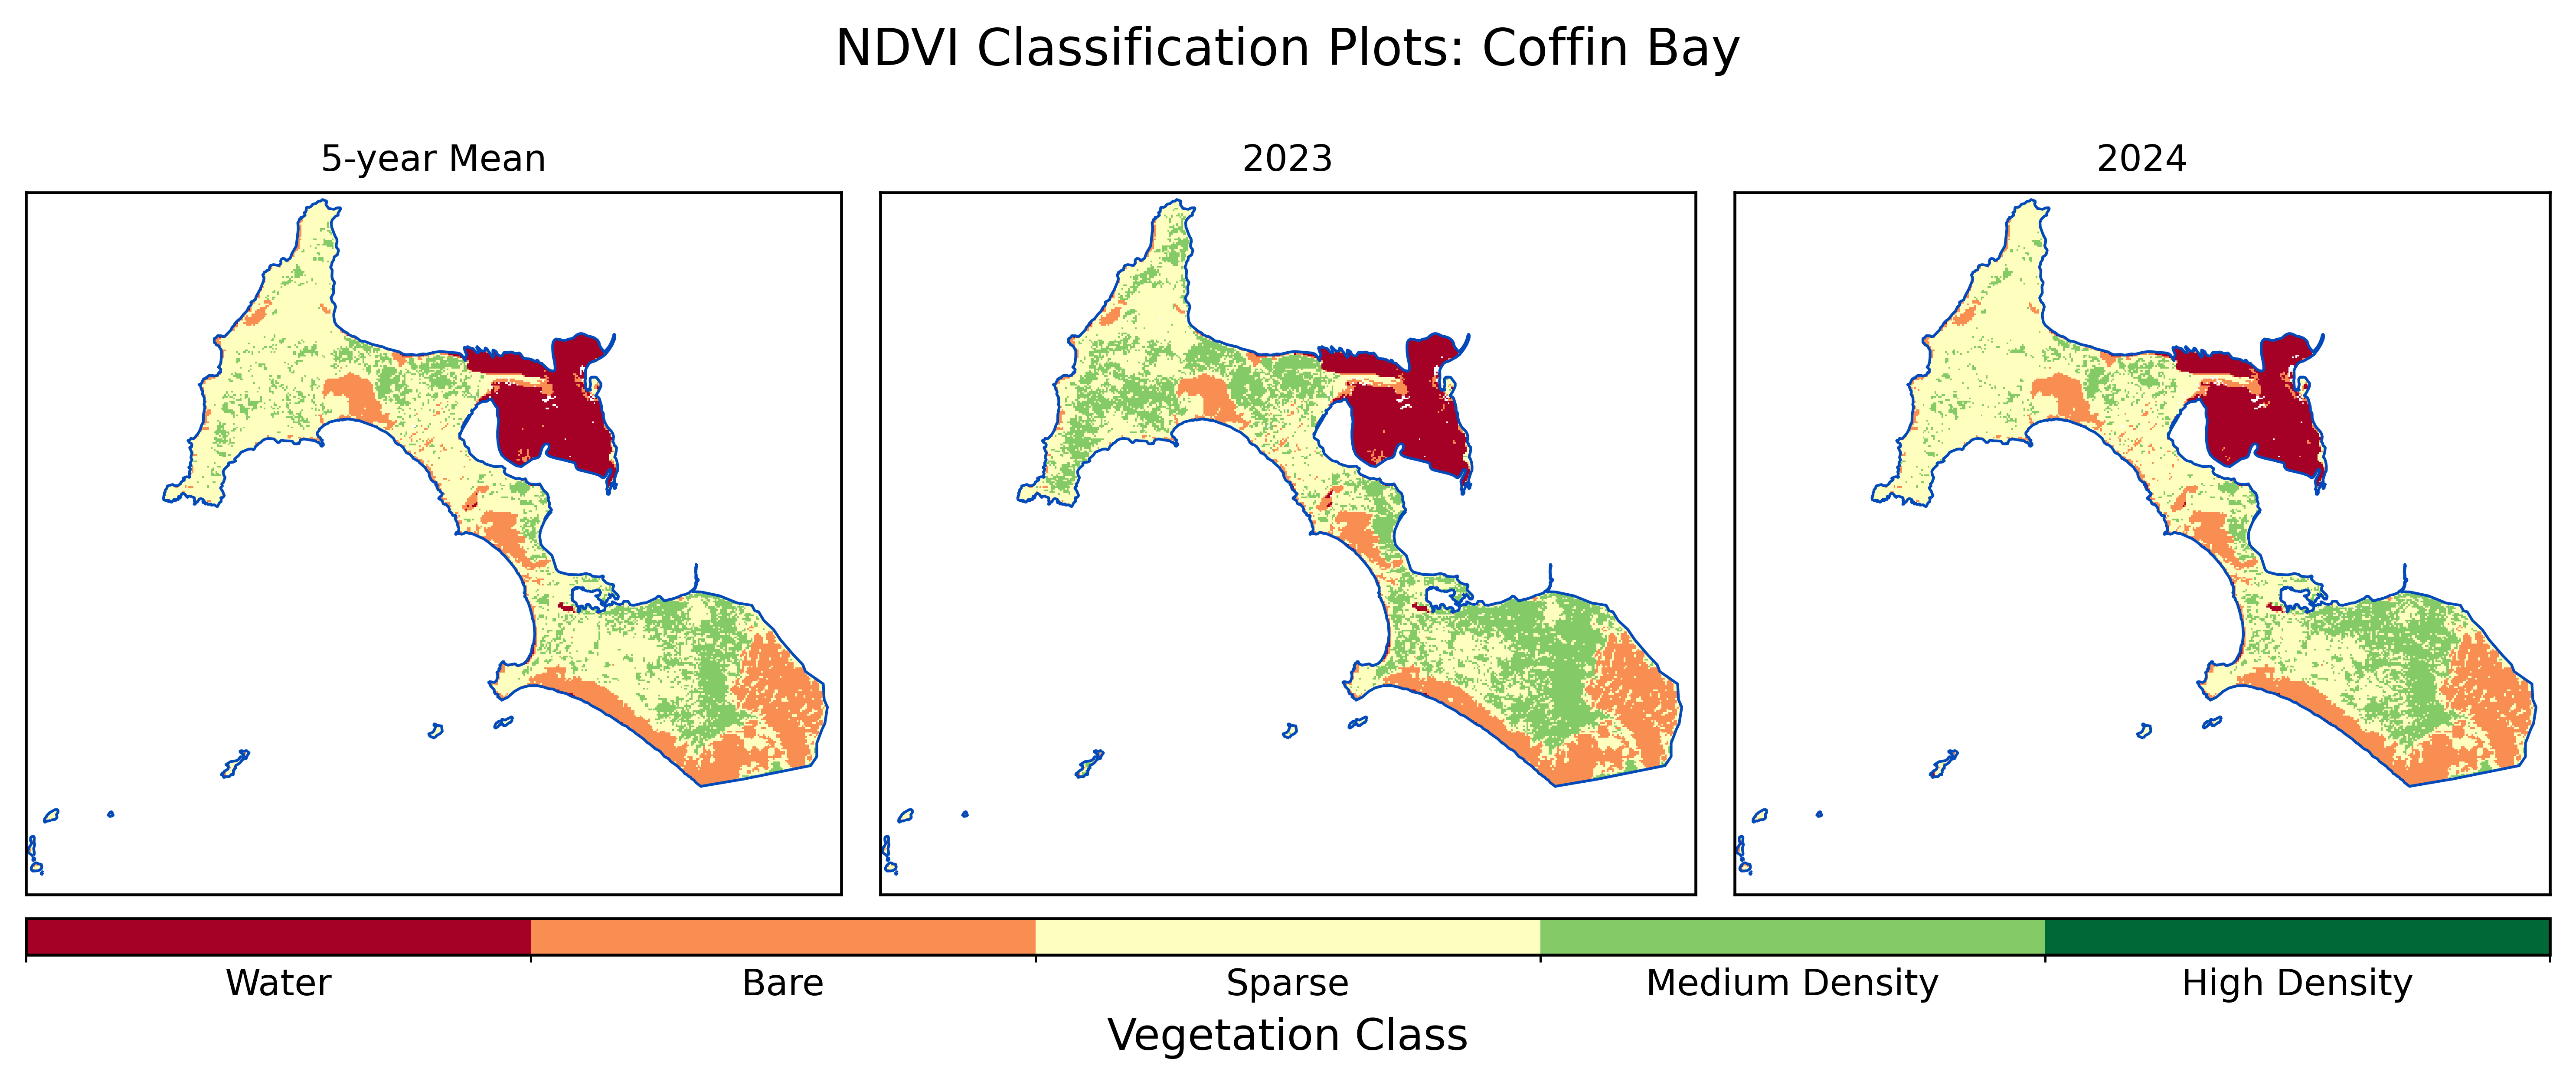 NDVI Classification Plots: Coffin Bay
5-year Mean
2023
2024
Water
Bare
Sparse
Medium Density
High Density
Vegetation Class